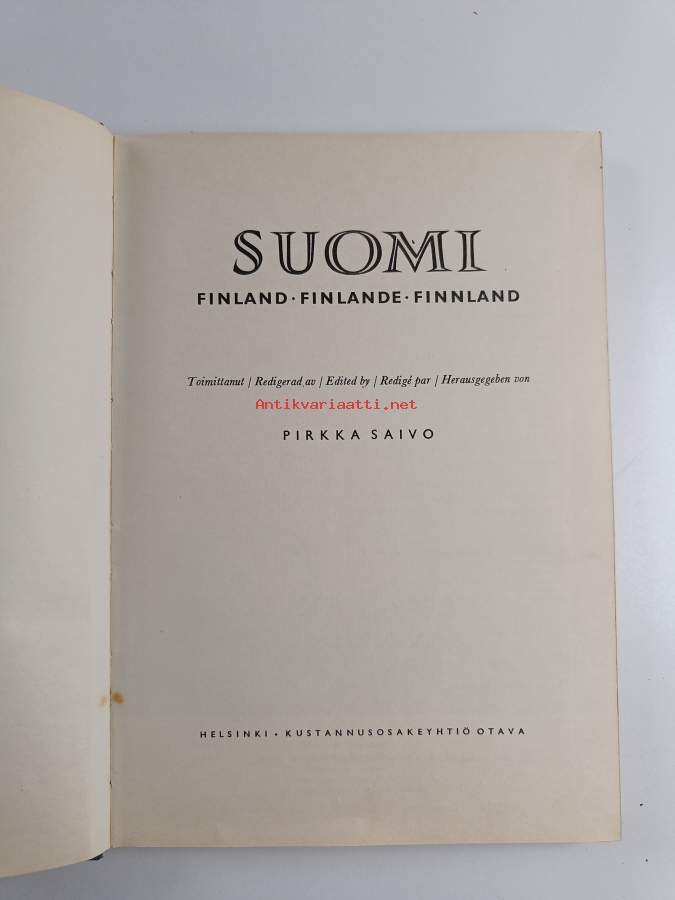 SUOMI
FINLAND · FINLANDE · FINNLAND
Toimittanut / Redigerad av / Edited by / Redigé par / Herausgegeben von
Antikvariaatti.net
PIRKKA SAIVO
HELSINKI · KUSTANNUSOSAKEYHTIÖ OTAVA